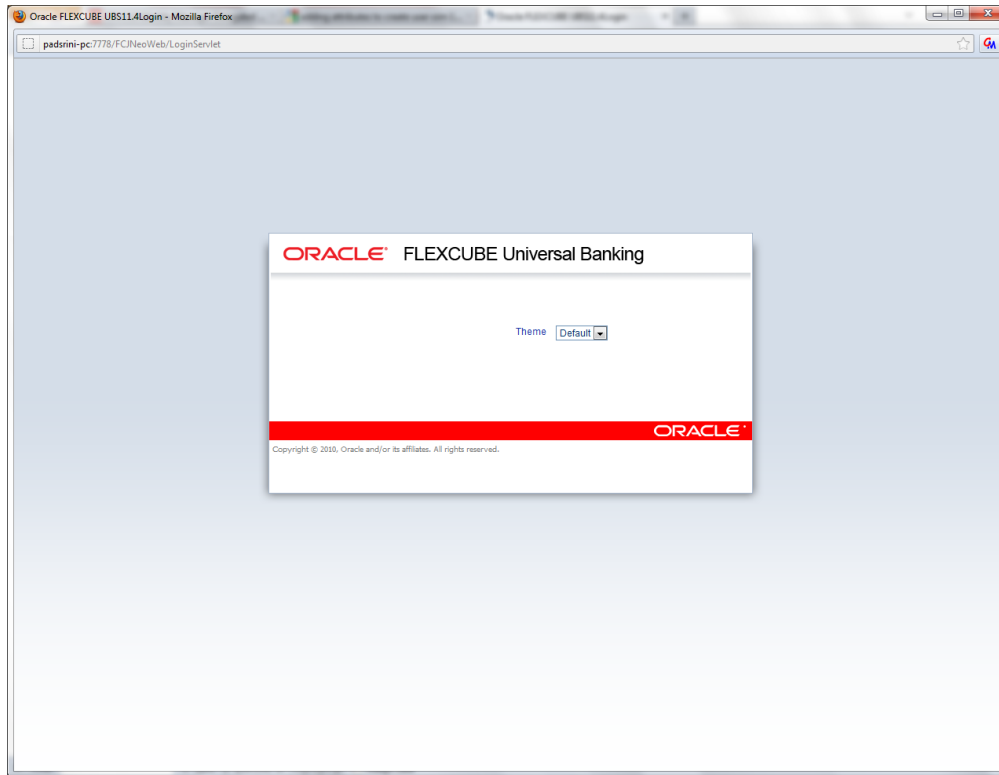 Oracle FLEXCUBE UBS11.4Login - Mozilla Firefox
padsrini-pc:7778/FCJNeoWeb/LoginServlet
ORACLE® FLEXCUBE Universal Banking
Theme Default
ORACLE
Copyright © 2010, Oracle and/or its affiliates. All rights reserved.